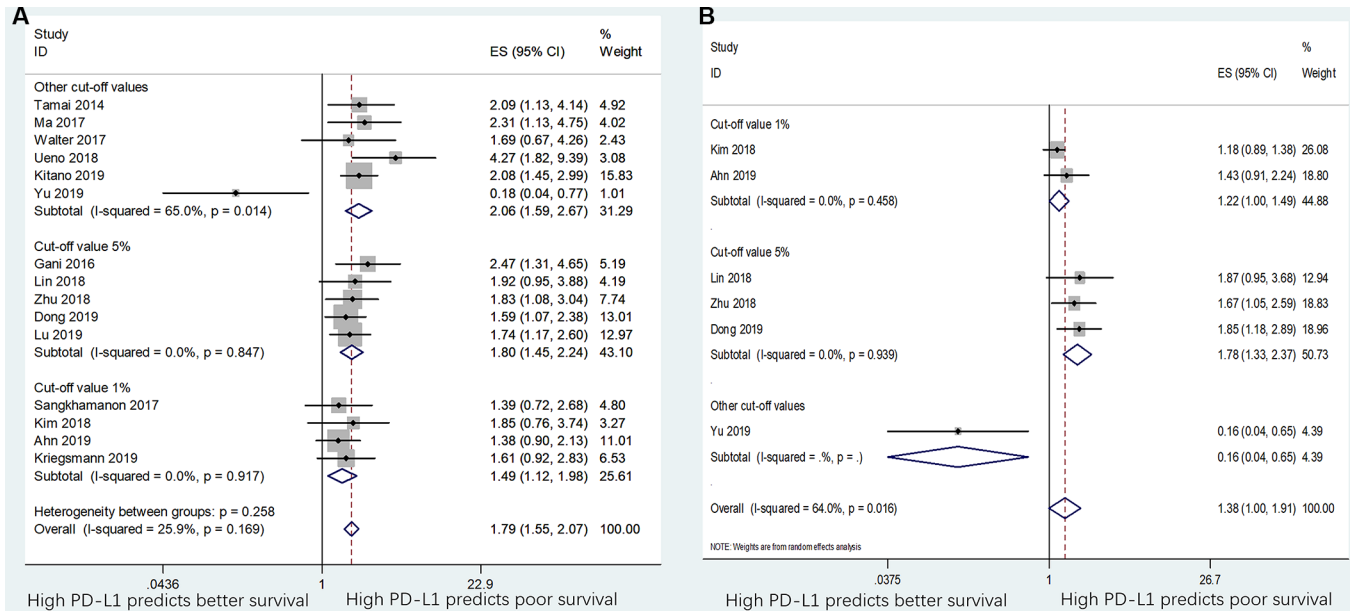 A
Study
%
ID ES (95% CI) Weight
Other cut-off values
Tamai 2014 2.09 (1.13, 4.14) 4.92
Ma 2017 2.31 (1.13, 4.75) 4.02
Walter 2017 1.69 (0.67, 4.26) 2.43
Ueno 2018 4.27 (1.82, 9.39) 3.08
Kitano 2019 2.08 (1.45, 2.99) 15.83
Yu 2019 0.18 (0.04, 0.77) 1.01
Subtotal (I-squared = 65.0%, p = 0.014) 2.06 (1.59, 2.67) 31.29
Cut-off value 5%
Gani 2016 2.47 (1.31, 4.65) 5.19
Lin 2018 1.92 (0.95, 3.88) 4.19
Zhu 2018 1.83 (1.08, 3.04) 7.74
Dong 2019 1.59 (1.07, 2.38) 13.01
Lu 2019 1.74 (1.17, 2.60) 12.97
Subtotal (I-squared = 0.0%, p = 0.847) 1.80 (1.45, 2.24) 43.10
Cut-off value 1%
Sangkhamanon 2017 1.39 (0.72, 2.68) 4.80
Kim 2018 1.85 (0.76, 3.74) 3.27
Ahn 2019 1.38 (0.90, 2.13) 11.01
Kriegsmann 2019 1.61 (0.92, 2.83) 6.53
Subtotal (I-squared = 0.0%, p = 0.917) 1.49 (1.12, 1.98) 25.61
Heterogeneity between groups: p = 0.258
Overall (I-squared = 25.9%, p = 0.169) 1.79 (1.55, 2.07) 100.00
.0436 1 22.9
High PD-L1 predicts better survival High PD-L1 predicts poor survival
B
Study %
ID ES (95% CI) Weight
Cut-off value 1%
Kim 2018 1.18 (0.89, 1.38) 26.08
Ahn 2019 1.43 (0.91, 2.24) 18.80
Subtotal (I-squared = 0.0%, p = 0.458) 1.22 (1.00, 1.49) 44.88
.
Cut-off value 5%
Lin 2018 1.87 (0.95, 3.68) 12.94
Zhu 2018 1.67 (1.05, 2.59) 18.83
Dong 2019 1.85 (1.18, 2.89) 18.96
Subtotal (I-squared = 0.0%, p = 0.939) 1.78 (1.33, 2.37) 50.73
.
Other cut-off values
Yu 2019 0.16 (0.04, 0.65) 4.39
Subtotal (I-squared = .%, p = .) 0.16 (0.04, 0.65) 4.39
.
Overall (I-squared = 64.0%, p = 0.016) 1.38 (1.00, 1.91) 100.00
NOTE: Weights are from random effects analysis
.0375 1 26.7
High PD-L1 predicts better survival High PD-L1 predicts poor survival